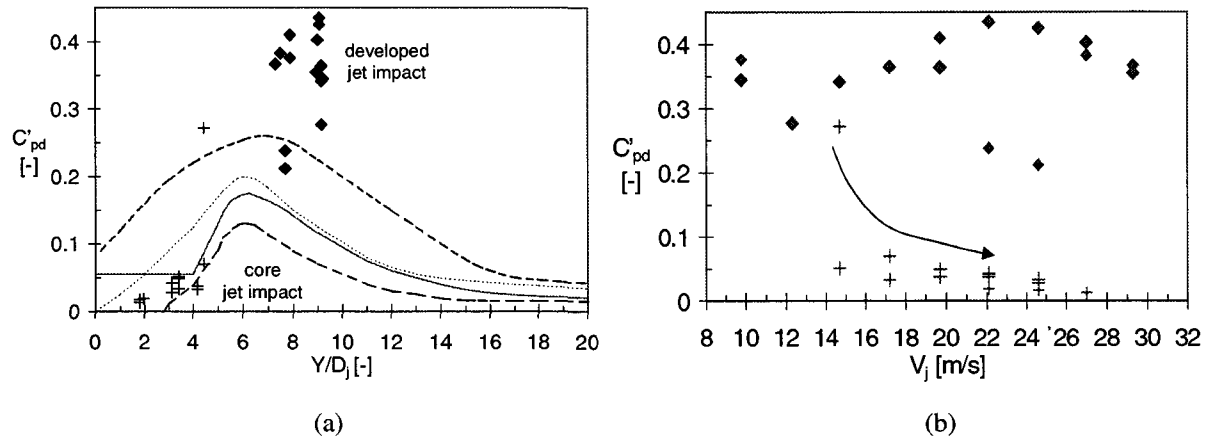 0.4
0.3
C'pd
[-]
0.2
0.1
0
developed
jet impact
core
jet impact
0 2 4 6 8 10 12 14 16 18 20
Y/Dj [-]
(a)
0.4
0.3
C'pd
[-]
0.2
0.1
0
8 10 12 14 16 18 20 22 24 26 28 30 32
Vj [m/s]
(b)